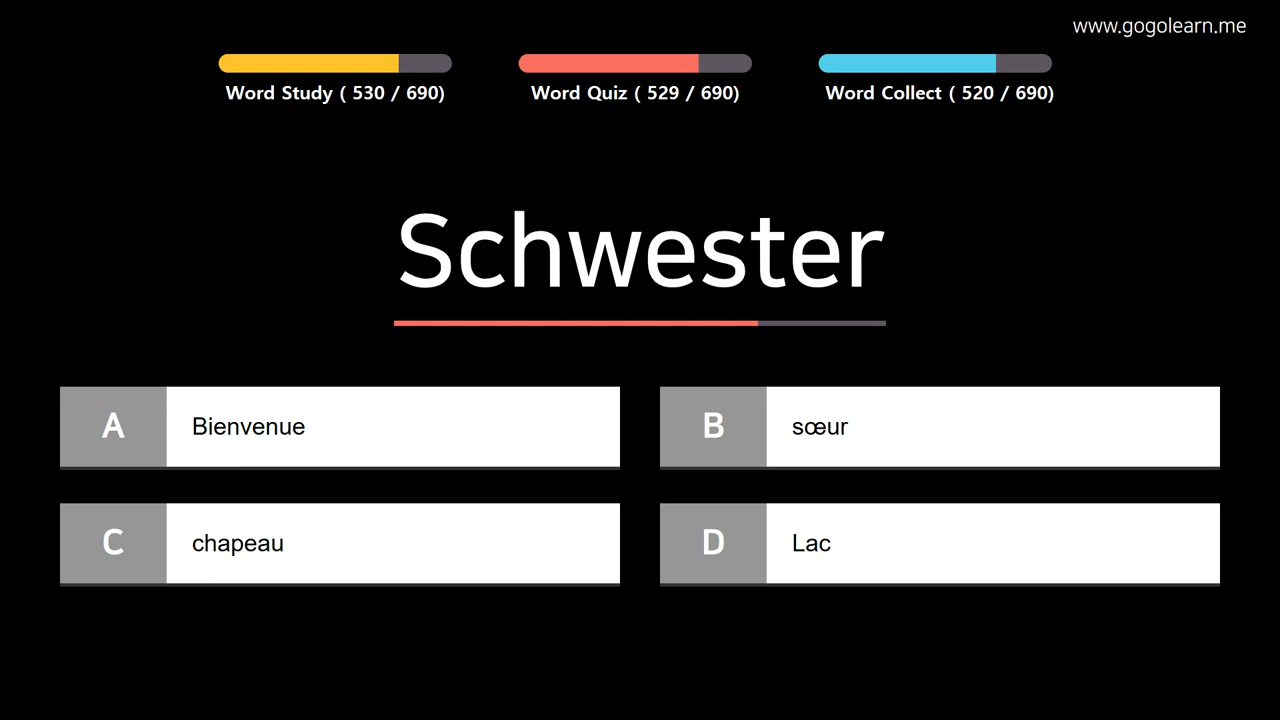 www.gogolearn.me
Word Study ( 530 / 690)
Word Quiz ( 529 / 690)
Word Collect ( 520 / 690)
Schwester
A Bienvenue
B sœur
C chapeau
D Lac